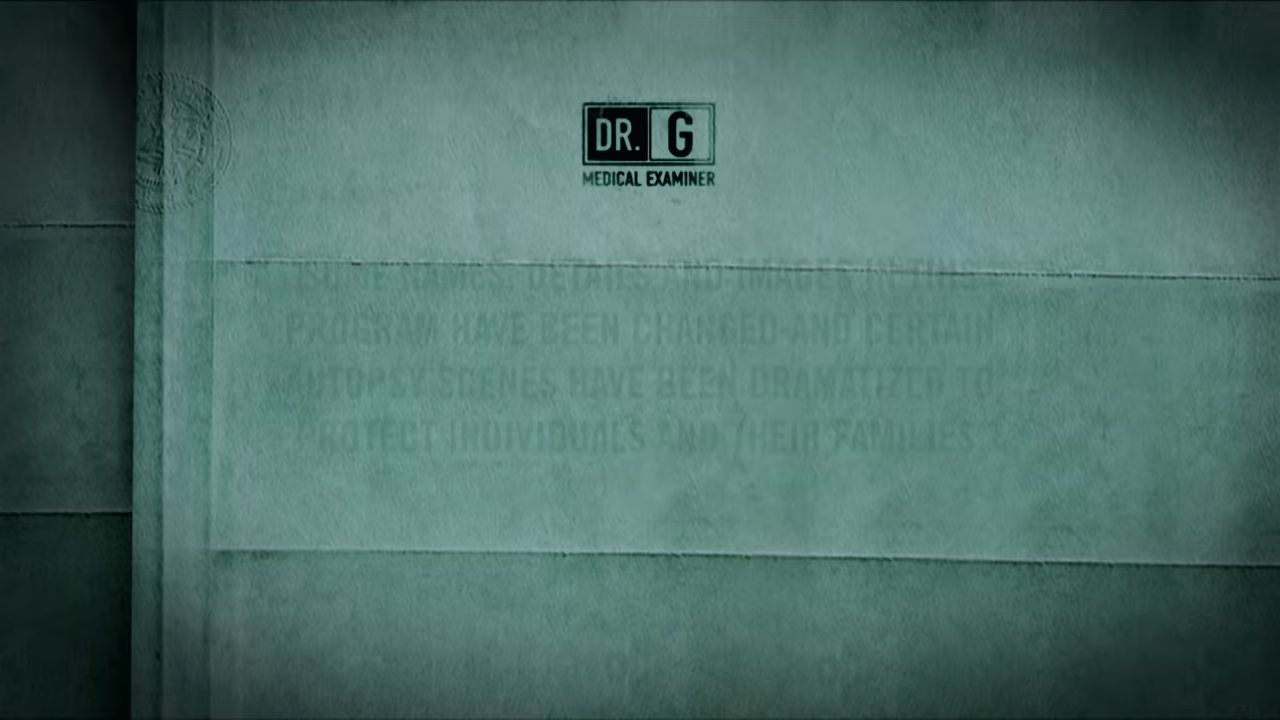 DR. G
MEDICAL EXAMINER
SOME NAMES, DETAILS AND IMAGES IN THIS
PROGRAM HAVE BEEN CHANGED AND CERTAIN
AUTOPSY SCENES HAVE BEEN DRAMATIZED TO
PROTECT INDIVIDUALS AND THEIR FAMILIES